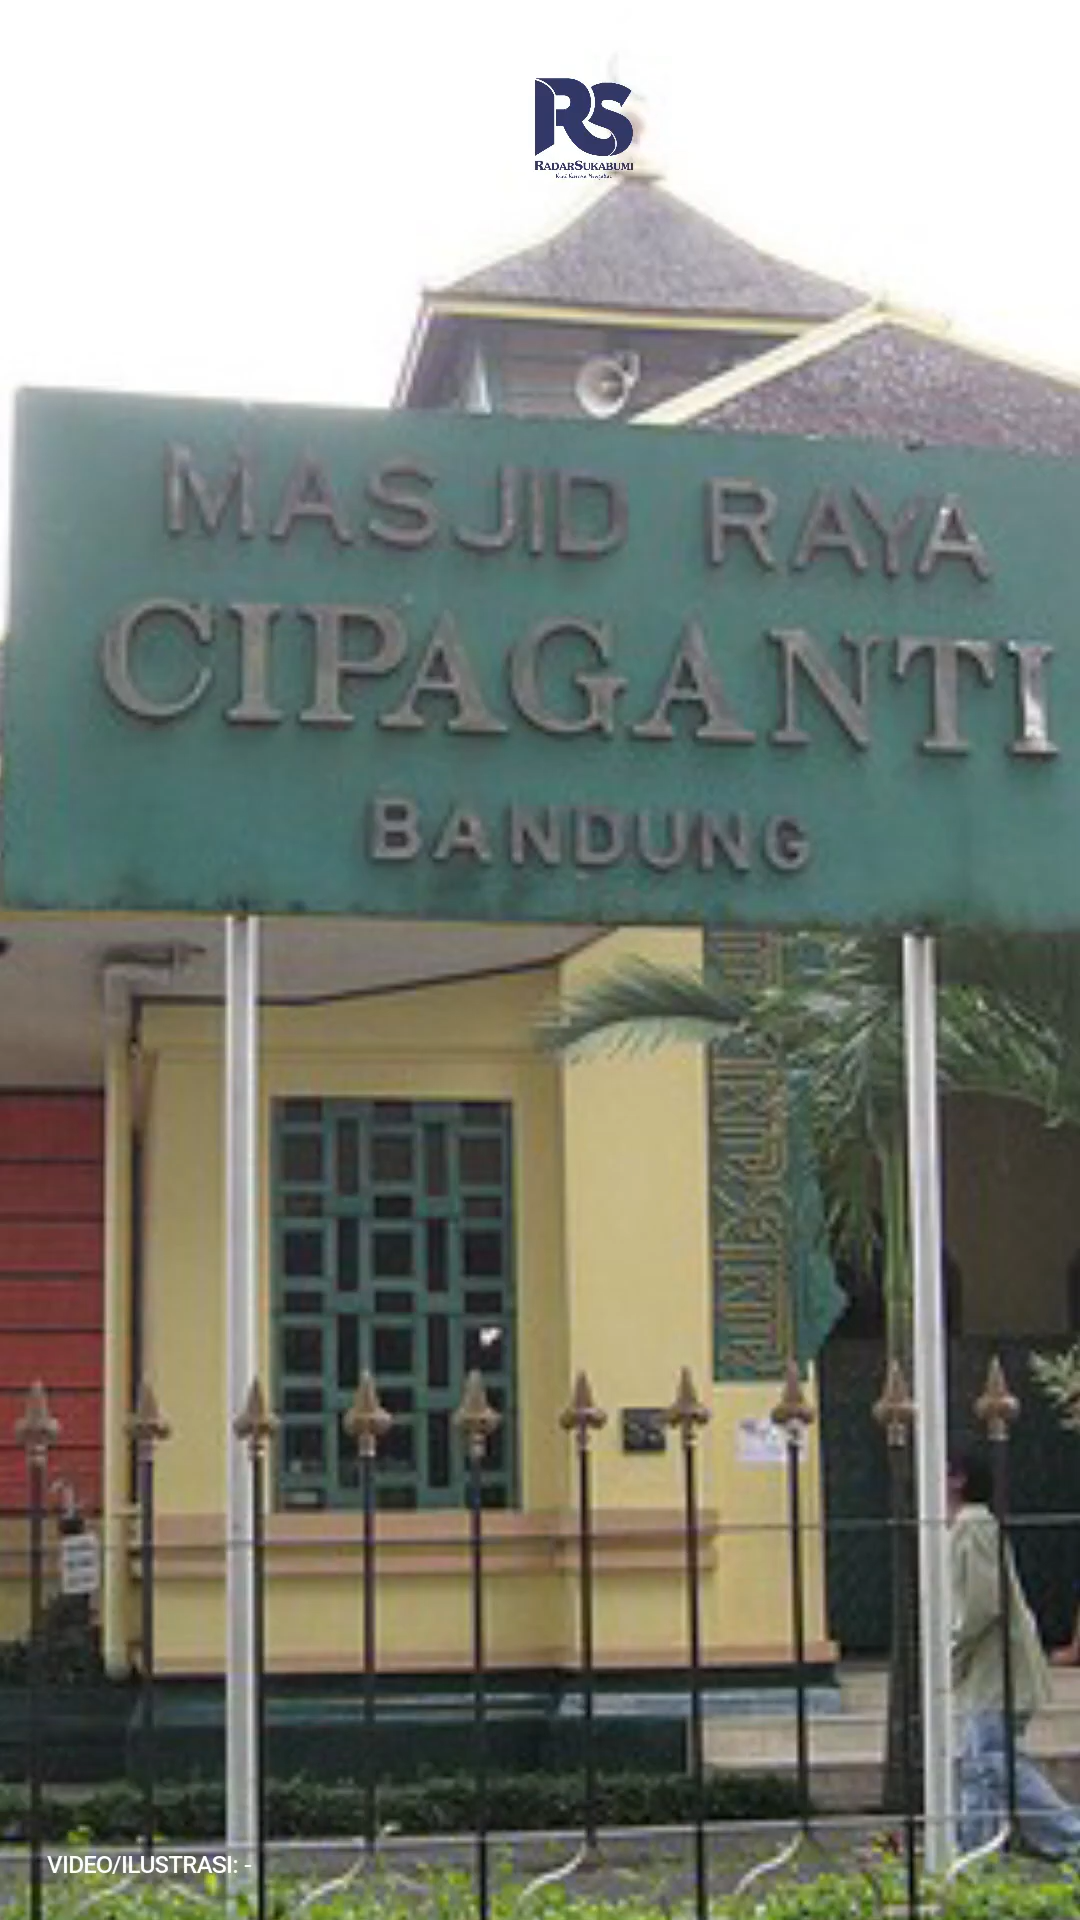 RS
RADARSUKABUMI
MASJID RAYA
CIPAGANTI
BANDUNG
VIDEO/ILUSTRASI: -